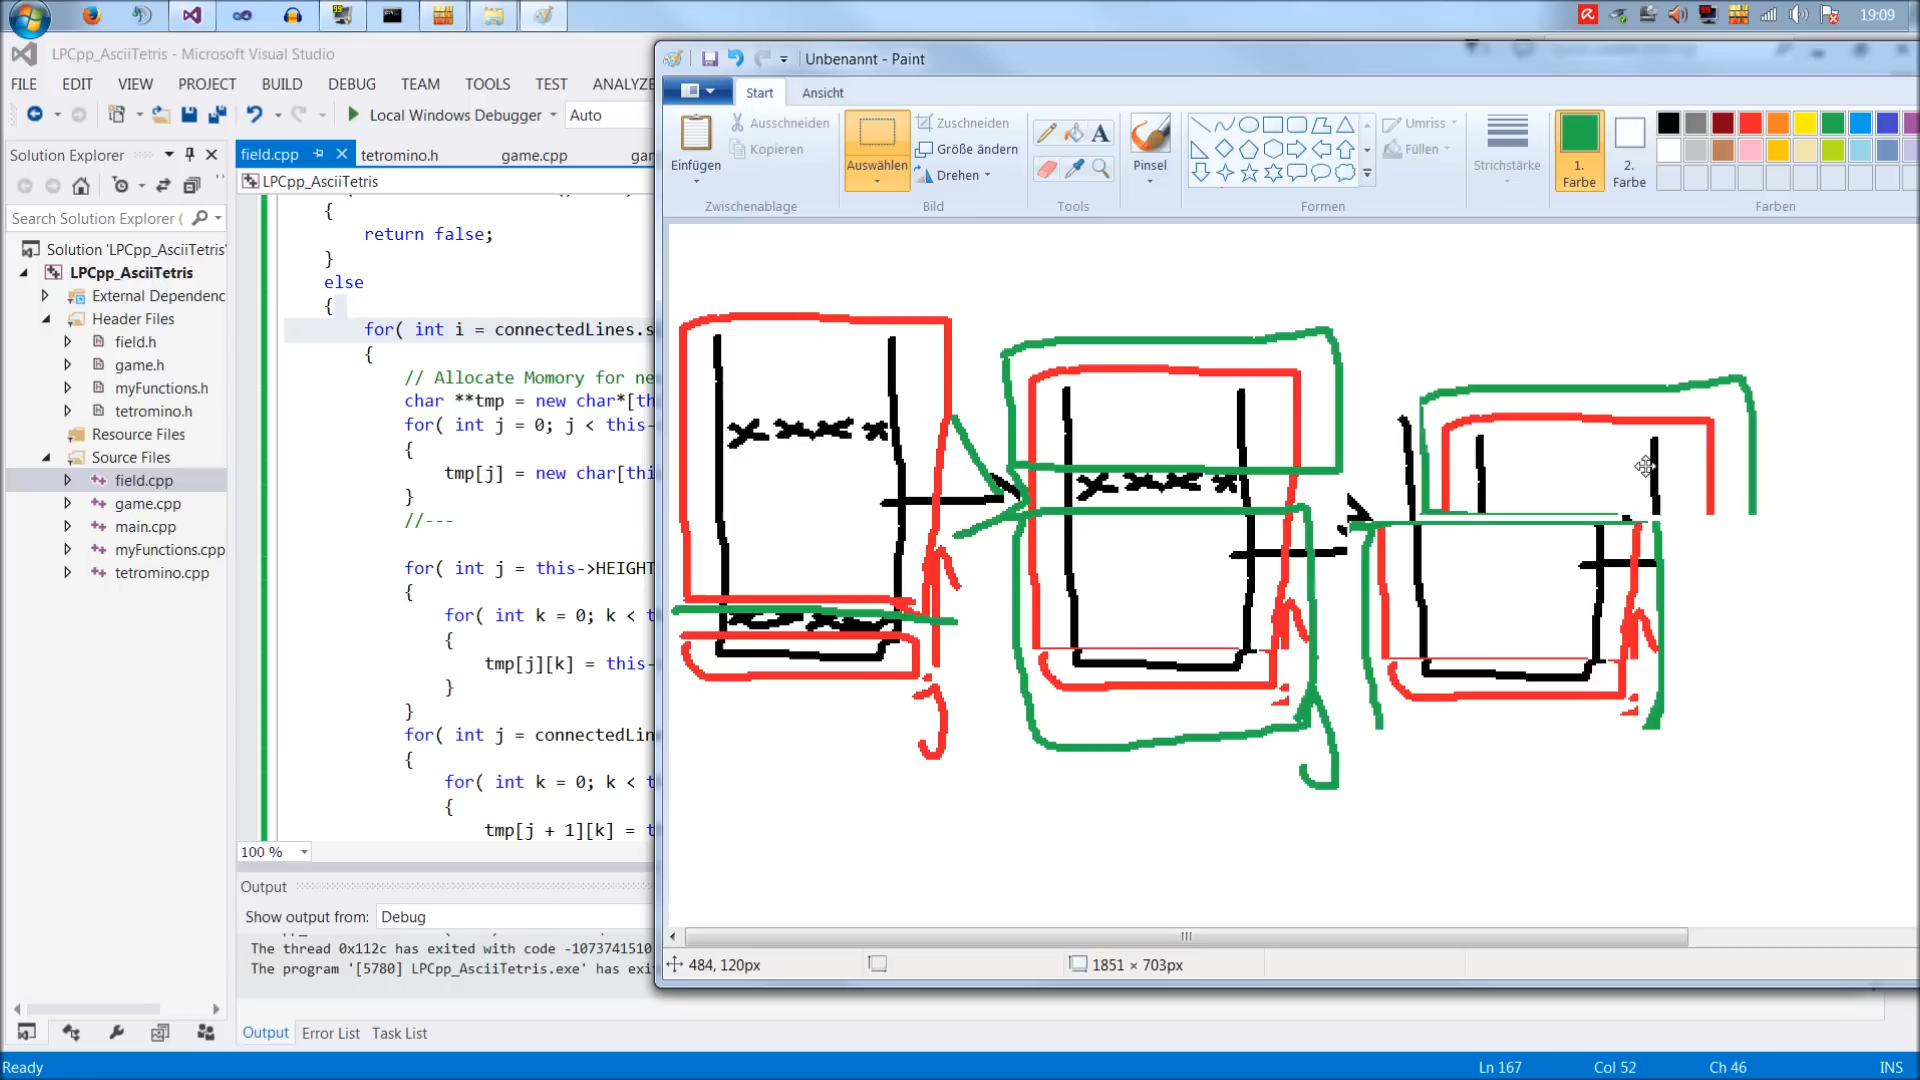 19:09
LPCpp_AsciiTetris - Microsoft Visual Studio
FILE EDIT VIEW PROJECT BUILD DEBUG TEAM TOOLS TEST ANALYZE
Local Windows Debugger Auto
Solution Explorer
Search Solution Explorer (
Solution 'LPCpp_AsciiTetris'
LPCpp_AsciiTetris
External Dependenc
Header Files
field.h
game.h
myFunctions.h
tetromino.h
Resource Files
Source Files
field.cpp
game.cpp
main.cpp
myFunctions.cpp
tetromino.cpp
field.cpp tetromino.h game.cpp
LPCpp_AsciiTetris
{
return false;
}
else
{
for( int i = connectedLines.s
{
// Allocate Momory for ne
char **tmp = new char*[th
for( int j = 0; j < this-
{
tmp[j] = new char[this
}
//---
for( int j = this->HEIGHT
{
for( int k = 0; k < t
{
tmp[j][k] = this-
}
}
for( int j = connectedLin
{
for( int k = 0; k < t
{
tmp[j + 1][k] = t
100 %
Output
Show output from: Debug
The thread 0x112c has exited with code -1073741510
The program '[5780] LPCpp_AsciiTetris.exe' has exi
Output Error List Task List
Ready Ln 167 Col 52 Ch 46 INS
Unbenannt - Paint
Start Ansicht
Einfügen
Ausschneiden
Kopieren
Zwischenablage
Auswählen
Zuschneiden
Größe ändern
Drehen
Bild
A
Tools
Pinsel
Umriss
Füllen
Formen
Strichstärke
1.
Farbe
2.
Farbe
Farben
484, 120px
1851 × 703px